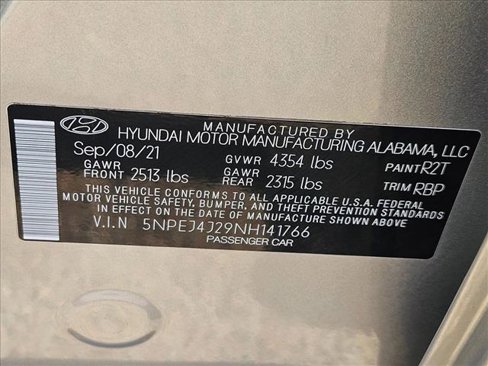 MANUFACTURED BY
HYUNDAI MOTOR MANUFACTURING ALABAMA, LLC
Sep/08/21 GVWR 4354 lbs PAINT R2T
GAWR FRONT 2513 lbs GAWR REAR 2315 lbs TRIM RBP
THIS VEHICLE CONFORMS TO ALL APPLICABLE U.S.A.FEDERAL
MOTOR VEHICLE SAFETY, BUMPER, AND THEFT PREVENTION STANDARDS
IN EFFECT ON THE DATE OF MANUFACTURE SHOWN ABOVE
V.I.N 5NPEJ4J29NH141766
PASSENGER CAR